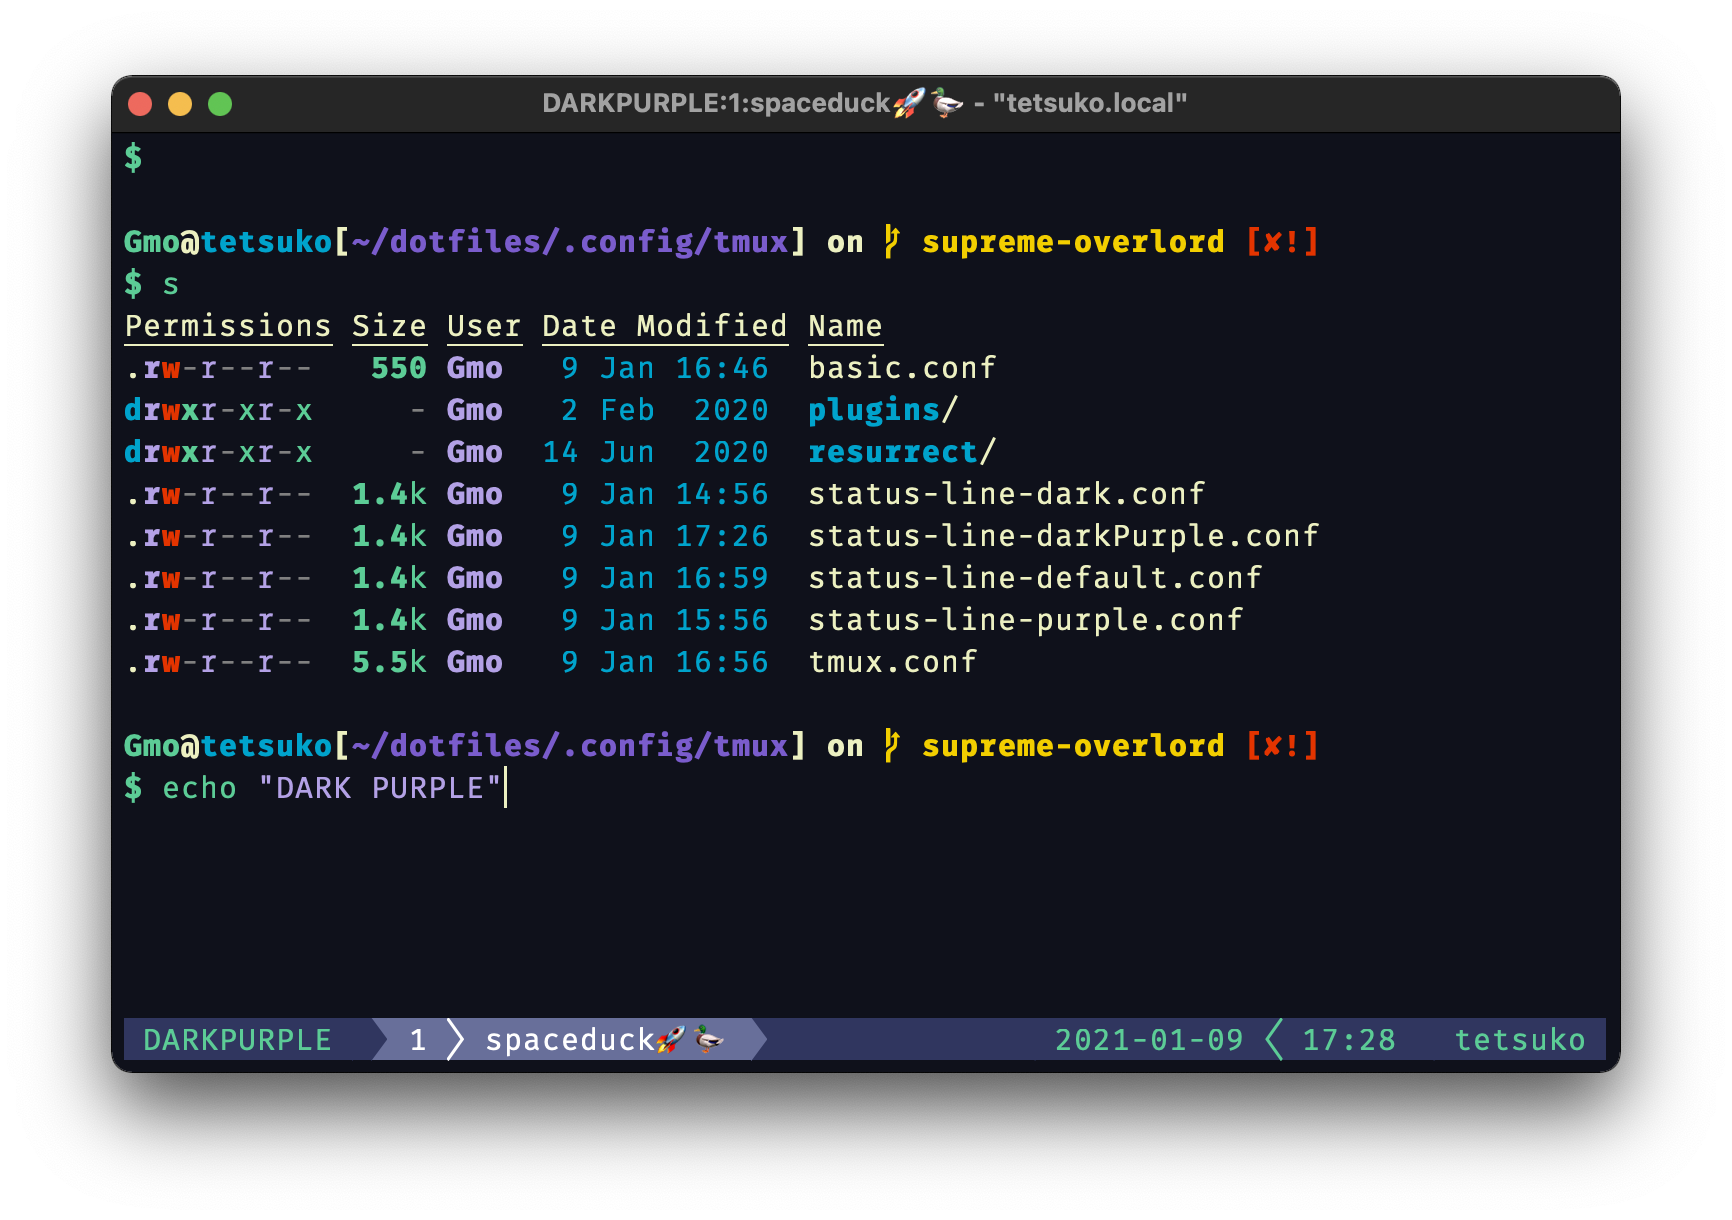 DARKPURPLE:1:spaceduck🚀🦆 - "tetsuko.local"
$
Gmo@tetsuko[~/dotfiles/.config/tmux] on supreme-overlord [✘!]
$ s
Permissions Size User Date Modified Name
.rw-r--r-- 550 Gmo 9 Jan 16:46 basic.conf
drwxr-xr-x - Gmo 2 Feb 2020 plugins/
drwxr-xr-x - Gmo 14 Jun 2020 resurrect/
.rw-r--r-- 1.4k Gmo 9 Jan 14:56 status-line-dark.conf
.rw-r--r-- 1.4k Gmo 9 Jan 17:26 status-line-darkPurple.conf
.rw-r--r-- 1.4k Gmo 9 Jan 16:59 status-line-default.conf
.rw-r--r-- 1.4k Gmo 9 Jan 15:56 status-line-purple.conf
.rw-r--r-- 5.5k Gmo 9 Jan 16:56 tmux.conf
Gmo@tetsuko[~/dotfiles/.config/tmux] on supreme-overlord [✘!]
$ echo "DARK PURPLE"
DARKPURPLE 1 spaceduck🚀🦆 2021-01-09 17:28 tetsuko